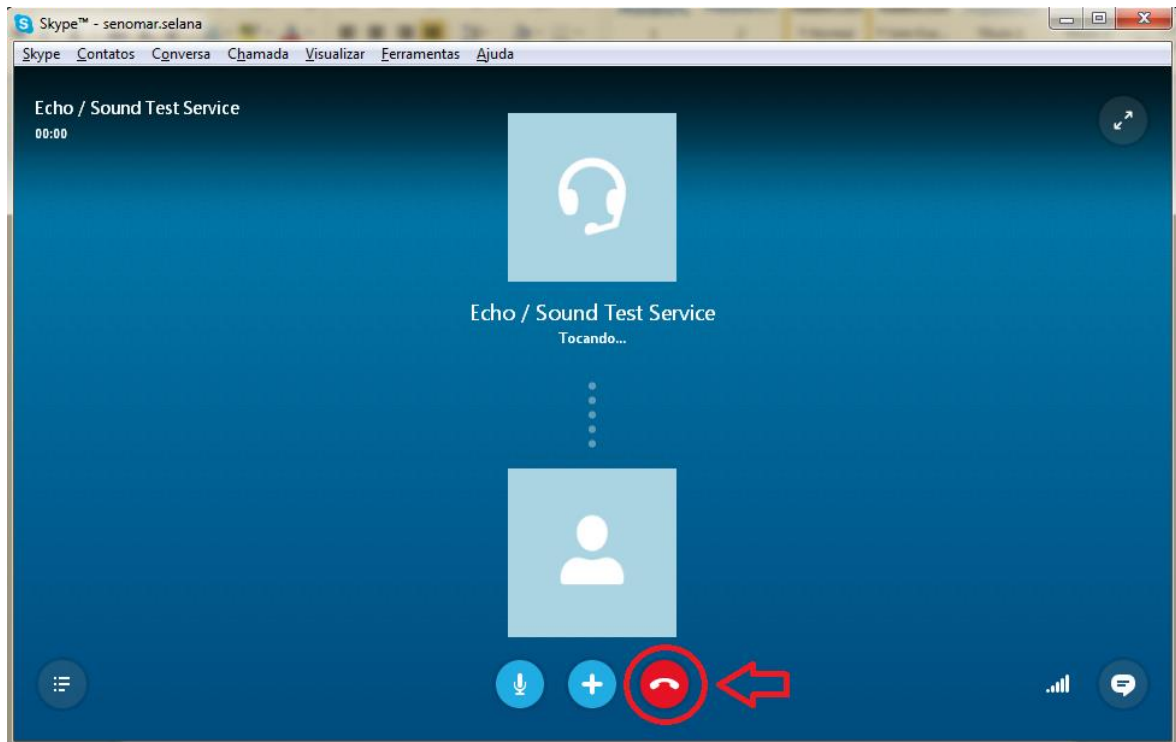 Skype™ - senomar.selana
Skype Contatos Conversa Chamada Visualizar Ferramentas Ajuda
Echo / Sound Test Service
00:00
Echo / Sound Test Service
Tocando...